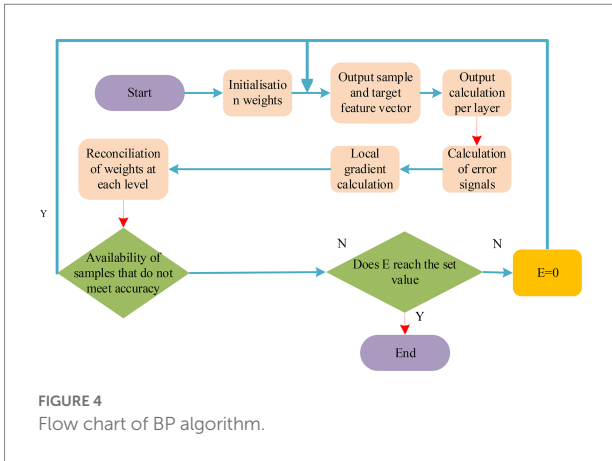 Start
Initialisatio
n weights
Output sample
and target
feature vector
Output
calculation
per layer
Reconciliation
of weights at
each level
Local
gradient
calculation
Calculation
of error
signals
Y
Availability of
samples that do not
meet accuracy
N
Does E reach the set
value
N
E=0
Y
End
FIGURE 4
Flow chart of BP algorithm.